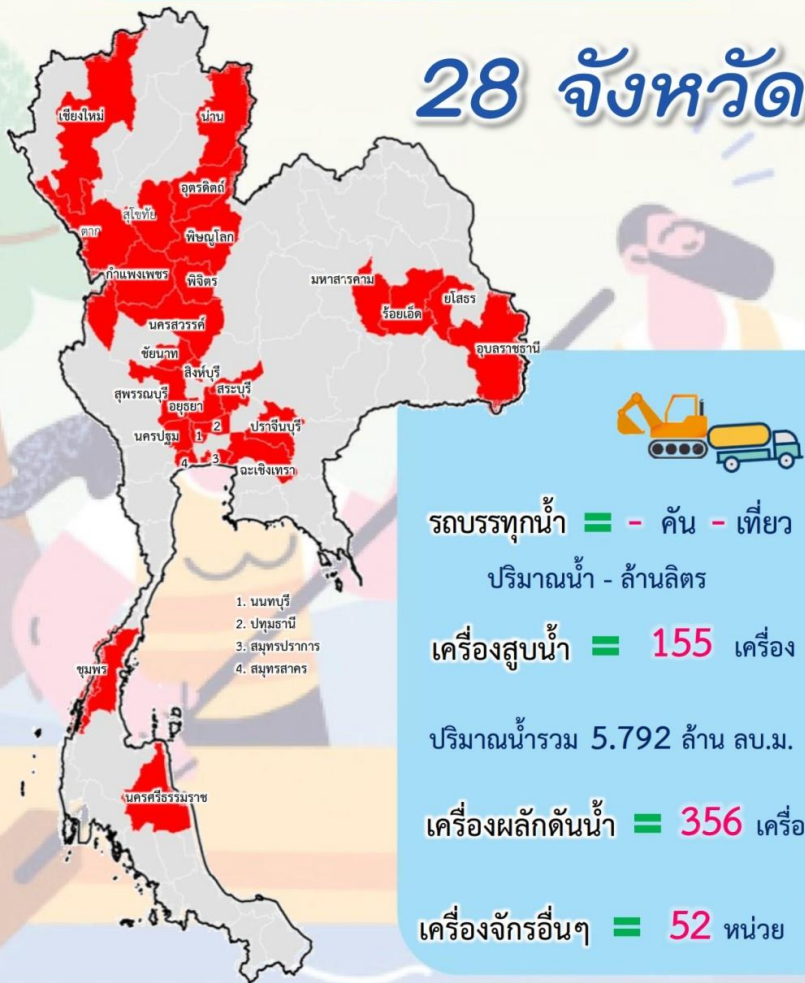 28 จังหวัด
เชียงใหม่
น่าน
อุตรดิตถ์
สุโขทัย
ตาก
พิษณุโลก
กำแพงเพชร
พิจิตร
มหาสารคาม
ยโสธร
ร้อยเอ็ด
นครสวรรค์
อุบลราชธานี
ชัยนาท
สิงห์บุรี
สุพรรณบุรี
สระบุรี
อยุธยา
2
ปราจีนบุรี
นครปฐม
1
4
3
ฉะเชิงเทรา
รถบรรทุกน้ำ = - คัน - เที่ยว
ปริมาณน้ำ - ล้านลิตร
1. นนทบุรี
2. ปทุมธานี
3. สมุทรปราการ
4. สมุทรสาคร
เครื่องสูบน้ำ = 155 เครื่อง
ชุมพร
ปริมาณน้ำรวม 5.792 ล้าน ลบ.ม.
นครศรีธรรมราช
เครื่องผลักดันน้ำ = 356 เครื่อ
เครื่องจักรอื่นๆ = 52 หน่วย